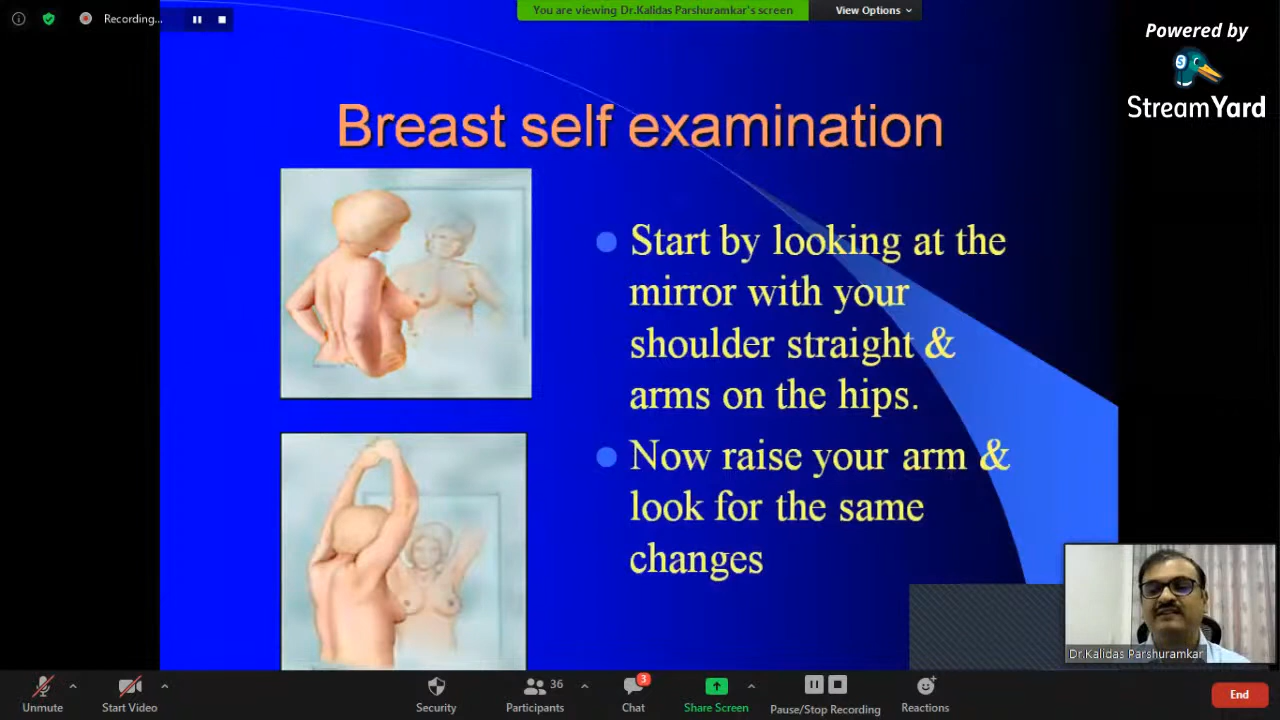 Recording...
You are viewing Dr.Kalidas Parshuramkar's screen
View Options
Powered by
StreamYard
Breast self examination
Start by looking at the
mirror with your
shoulder straight &
arms on the hips.
Now raise your arm &
look for the same
changes
Dr.Kalidas Parshuramkar
Unmute
Start Video
Security
Participants
36
Chat
3
Share Screen
Pause/Stop Recording
Reactions
End